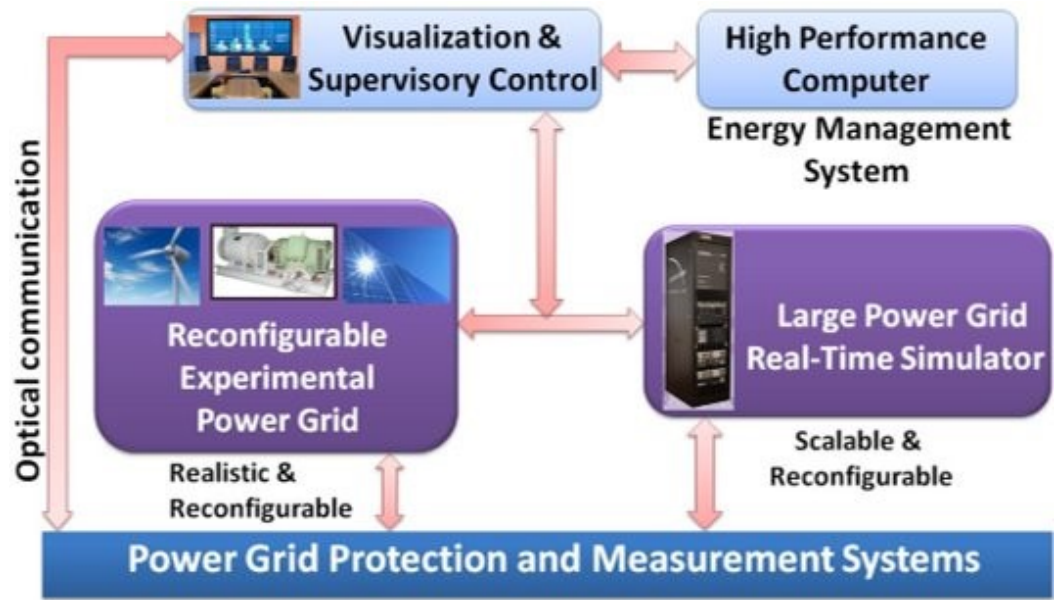 Visualization &
Supervisory Control
High Performance
Computer
Energy Management
System
Optical communication
Reconfigurable
Experimental
Power Grid
Large Power Grid
Real-Time Simulator
Realistic &
Reconfigurable
Scalable &
Reconfigurable
Power Grid Protection and Measurement Systems